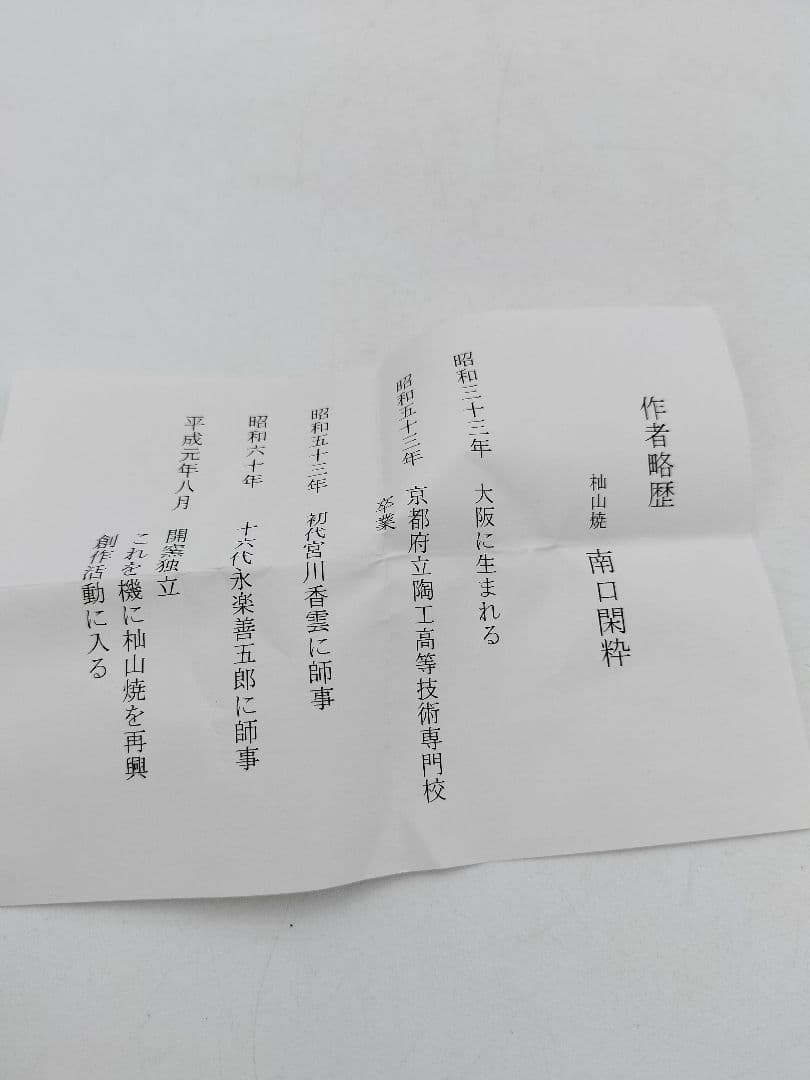 作者略歴
杣山焼 南口閑粋
昭和三十三年 大阪に生まれる
昭和五十三年 京都府立陶工高等技術専門校
卒業
昭和五十三年 初代宮川香雲に師事
昭和六十年 十六代永楽善五郎に師事
平成元年八月 開窯独立
これを機に杣山焼を再興
創作活動に入る